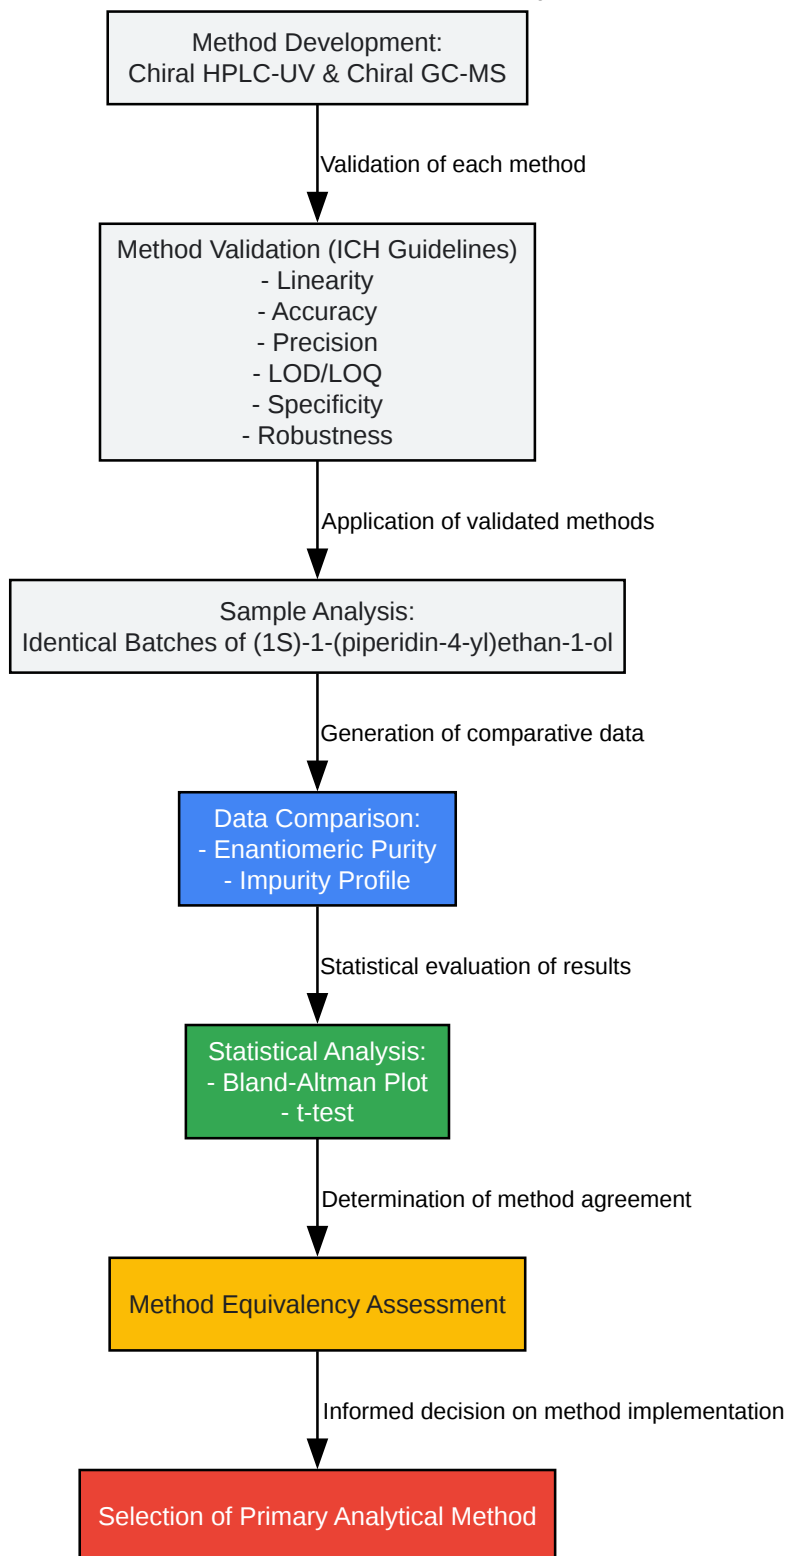 Method Development:
Chiral HPLC-UV & Chiral GC-MS
Validation of each method
Method Validation (ICH Guidelines)
- Linearity
- Accuracy
- Precision
- LOD/LOQ
- Specificity
- Robustness
Application of validated methods
Sample Analysis:
Identical Batches of (1S)-1-(piperidin-4-yl)ethan-1-ol
Generation of comparative data
Data Comparison:
- Enantiomeric Purity
- Impurity Profile
Statistical evaluation of results
Statistical Analysis:
- Bland-Altman Plot
- t-test
Determination of method agreement
Method Equivalency Assessment
Informed decision on method implementation
Selection of Primary Analytical Method